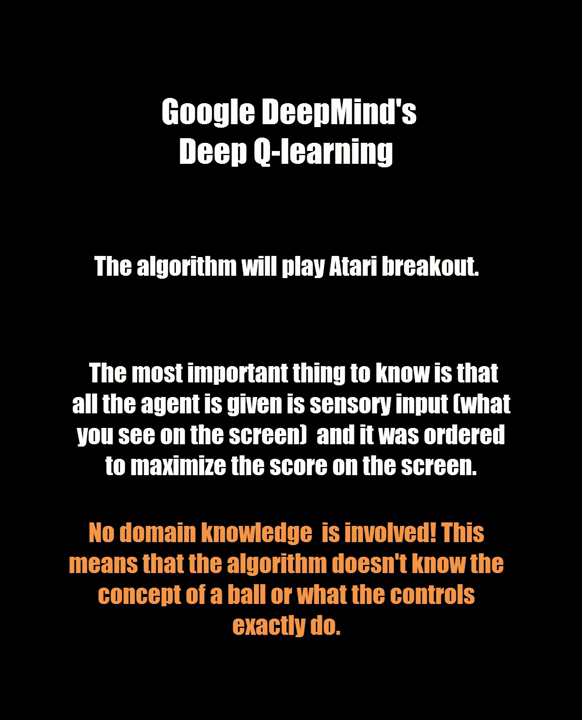 Google DeepMind's
Deep Q-learning
The algorithm will play Atari breakout.
The most important thing to know is that
all the agent is given is sensory input (what
you see on the screen)  and it was ordered
to maximize the score on the screen.
No domain knowledge  is involved! This
means that the algorithm doesn't know the
concept of a ball or what the controls
exactly do.